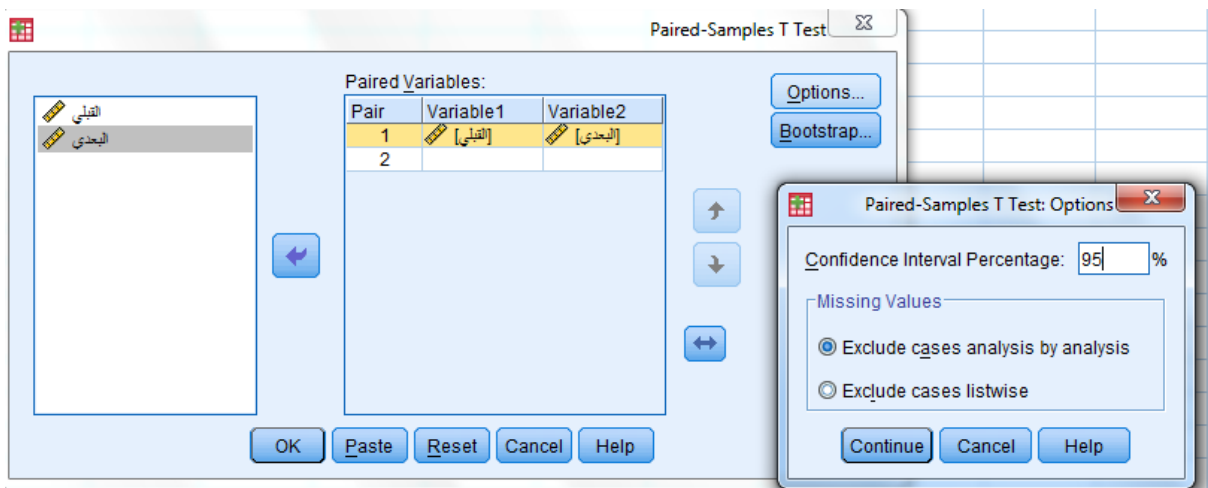 Paired-Samples T Test
القبلي
البعدي
Paired Variables:
Pair Variable1 Variable2
1 [القبلي] [البعدي]
2
Options...
Bootstrap...
OK Paste Reset Cancel Help
Paired-Samples T Test: Options
Confidence Interval Percentage: 95 %
Missing Values
Exclude cases analysis by analysis
Exclude cases listwise
Continue Cancel Help